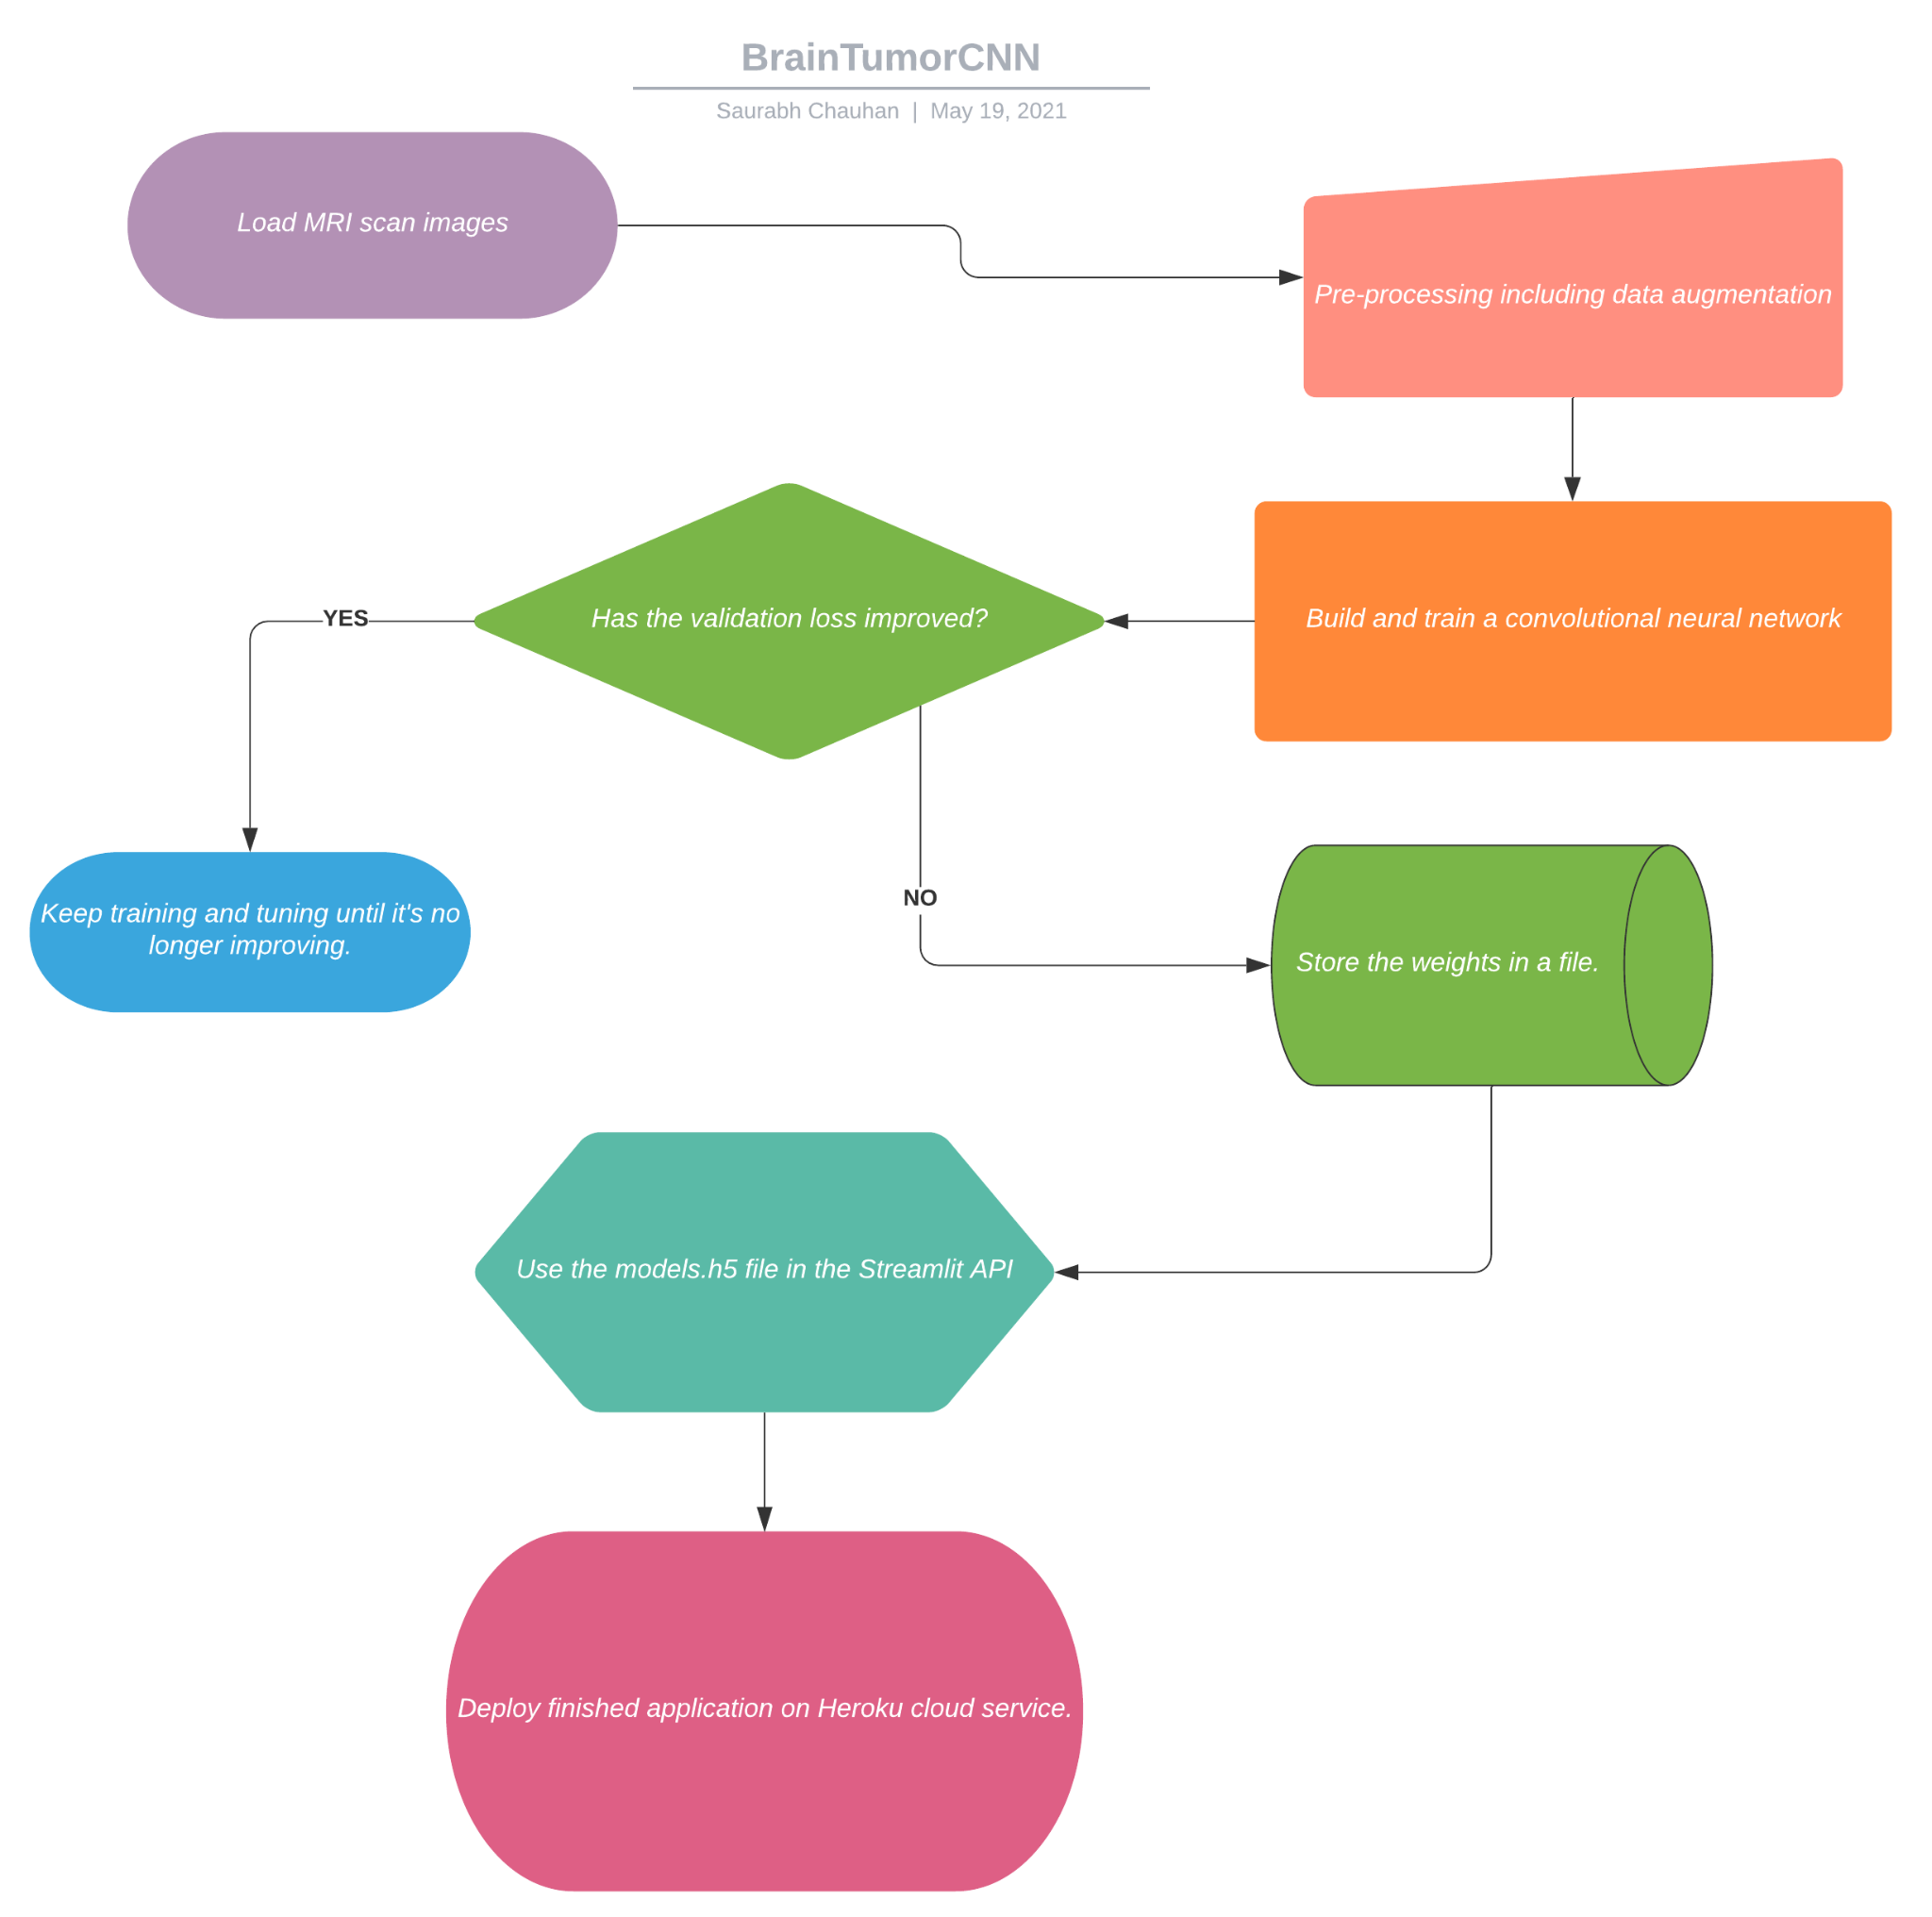 BrainTumorCNN
Saurabh Chauhan | May 19, 2021
Load MRI scan images
Pre-processing including data augmentation
Build and train a convolutional neural network
Has the validation loss improved?
YES
NO
Keep training and tuning until it's no
longer improving.
Store the weights in a file.
Use the models.h5 file in the Streamlit API
Deploy finished application on Heroku cloud service.